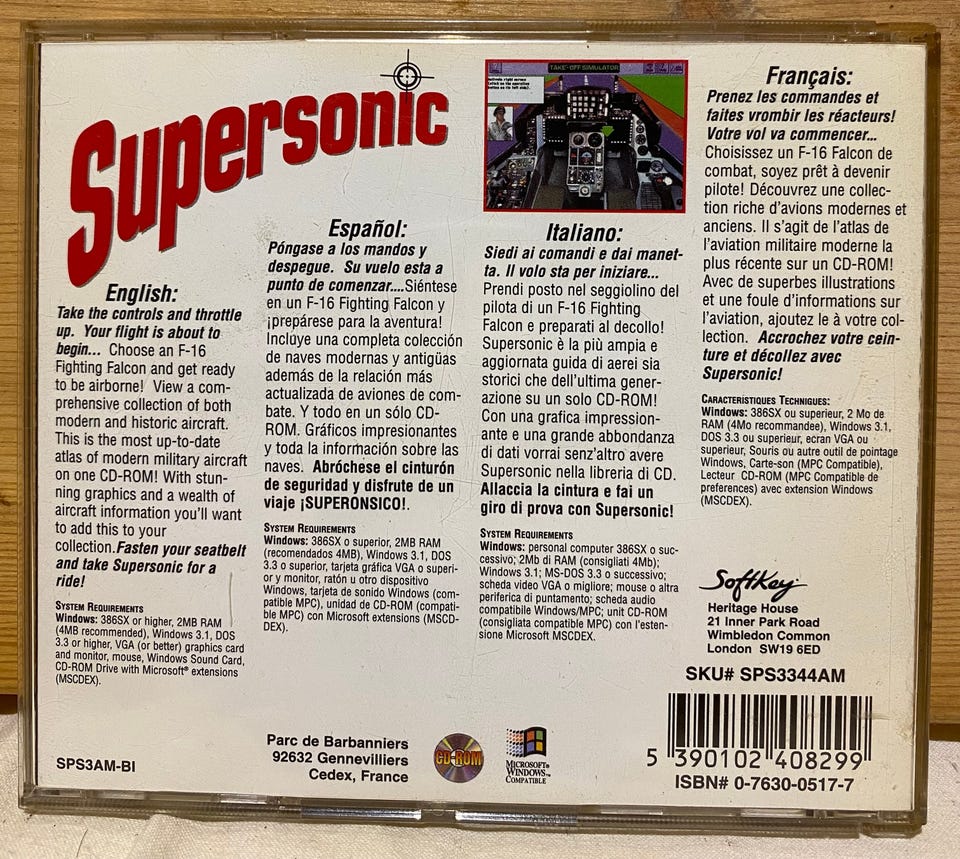 Supersonic
English:
Take the controls and throttle
up. Your flight is about to
begin... Choose an F-16
Fighting Falcon and get ready
to be airborne! View a com-
prehensive collection of both
modern and historic aircraft.
This is the most up-to-date
atlas of modern military aircraft
on one CD-ROM! With stun-
ning graphics and a wealth of
aircraft information you'll want
to add this to your
collection.Fasten your seatbelt
and take Supersonic for a
ride!
SYSTEM REQUIREMENTS
Windows: 386SX or higher, 2MB RAM
(4MB recommended), Windows 3.1, DOS
3.3 or higher, VGA (or better) graphics card
and monitor, mouse, Windows Sound Card,
CD-ROM Drive with Microsoft® extensions
(MSCDEX).
SPS3AM-BI
Español:
Póngase a los mandos y
despegue. Su vuelo esta a
punto de comenzar....Siéntese
en un F-16 Fighting Falcon y
¡prepárese para la aventura!
Incluye una completa colección
de naves modernas y antigüas
además de la relación más
actualizada de aviones de com-
bate. Y todo en un sólo CD-
ROM. Gráficos impresionantes
y toda la información sobre las
naves. Abróchese el cinturón
de seguridad y disfrute de un
viaje ¡SUPERONSICO!.
SYSTEM REQUIREMENTS
Windows: 386SX o superior, 2MB RAM
(recomendados 4MB), Windows 3.1, DOS
3.3 o superior, tarjeta gráfica VGA o superi-
or y monitor, ratón u otro dispositivo
Windows, tarjeta de sonido Windows (com-
patible MPC), unidad de CD-ROM (compati-
ble MPC) con Microsoft extensions (MSCD-
DEX).
Parc de Barbanniers
92632 Gennevilliers
Cedex, France
CD-ROM
TAKE-OFF SIMULATOR
Italiano:
Siedi ai comandi e dai manet-
ta. Il volo sta per iniziare...
Prendi posto nel seggiolino del
pilota di un F-16 Fighting
Falcon e preparati al decollo!
Supersonic è la più ampia e
aggiornata guida di aerei sia
storici che dell'ultima gener-
azione su un solo CD-ROM!
Con una grafica impression-
ante e una grande abbondanza
di dati vorrai senz'altro avere
Supersonic nella libreria di CD.
Allaccia la cintura e fai un
giro di prova con Supersonic!
SYSTEM REQUIREMENTS
Windows: personal computer 386SX o suc-
cessivo; 2Mb di RAM (consigliati 4Mb);
Windows 3.1; MS-DOS 3.3 o successivo;
scheda video VGA o migliore; mouse o altra
periferica di puntamento; scheda audio
compatibile Windows/MPC; unit CD-ROM
(consigliata compatibile MPC) con l'esten-
sione Microsoft MSCDEX.
MICROSOFT
WINDOWS
COMPATIBLE
Français:
Prenez les commandes et
faites vrombir les réacteurs!
Votre vol va commencer...
Choisissez un F-16 Falcon de
combat, soyez prêt à devenir
pilote! Découvrez une collec-
tion riche d'avions modernes et
anciens. Il s'agit de l'atlas de
l'aviation militaire moderne la
plus récente sur un CD-ROM!
Avec de superbes illustrations
et une foule d'informations sur
l'aviation, ajoutez le à votre col-
lection. Accrochez votre cein-
ture et décollez avec
Supersonic!
CARACTERISTIQUES TECHNIQUES:
Windows: 386SX ou superieur, 2 Mo de
RAM (4Mo recommandee), Windows 3.1,
DOS 3.3 ou superieur, ecran VGA ou
superieur, Souris ou autre outil de pointage
Windows, Carte-son (MPC Compatible),
Lecteur CD-ROM (MPC Compatible de
preferences) avec extension Windows
(MSCDEX).
SoftKey
Heritage House
21 Inner Park Road
Wimbledon Common
London SW19 6ED
SKU# SPS3344AM
5 390102 408299
ISBN# 0-7630-0517-7